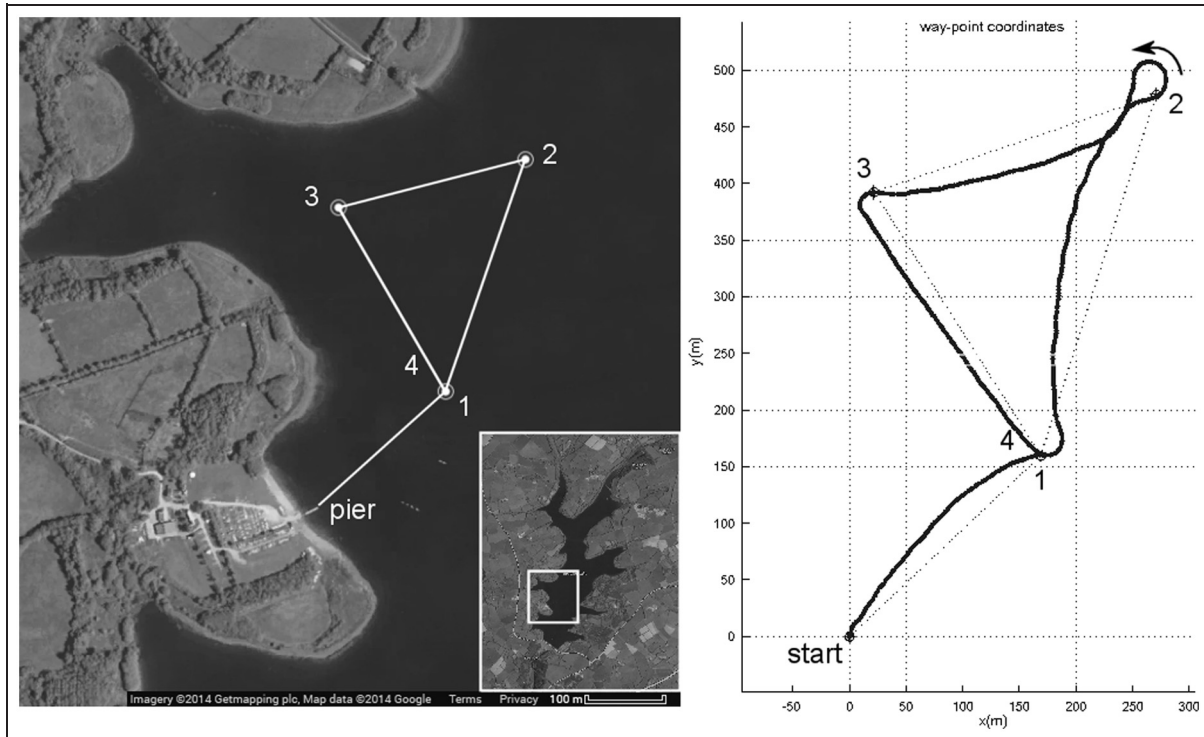 2
3
4
1
pier
Imagery ©2014 Getmapping plc, Map data ©2014 Google Terms Privacy 100 m
way-point coordinates
500
450
400
350
300
250
200
150
100
50
0
y(m)
2
3
4
1
start
-50 0 50 100 150 200 250 300
x(m)